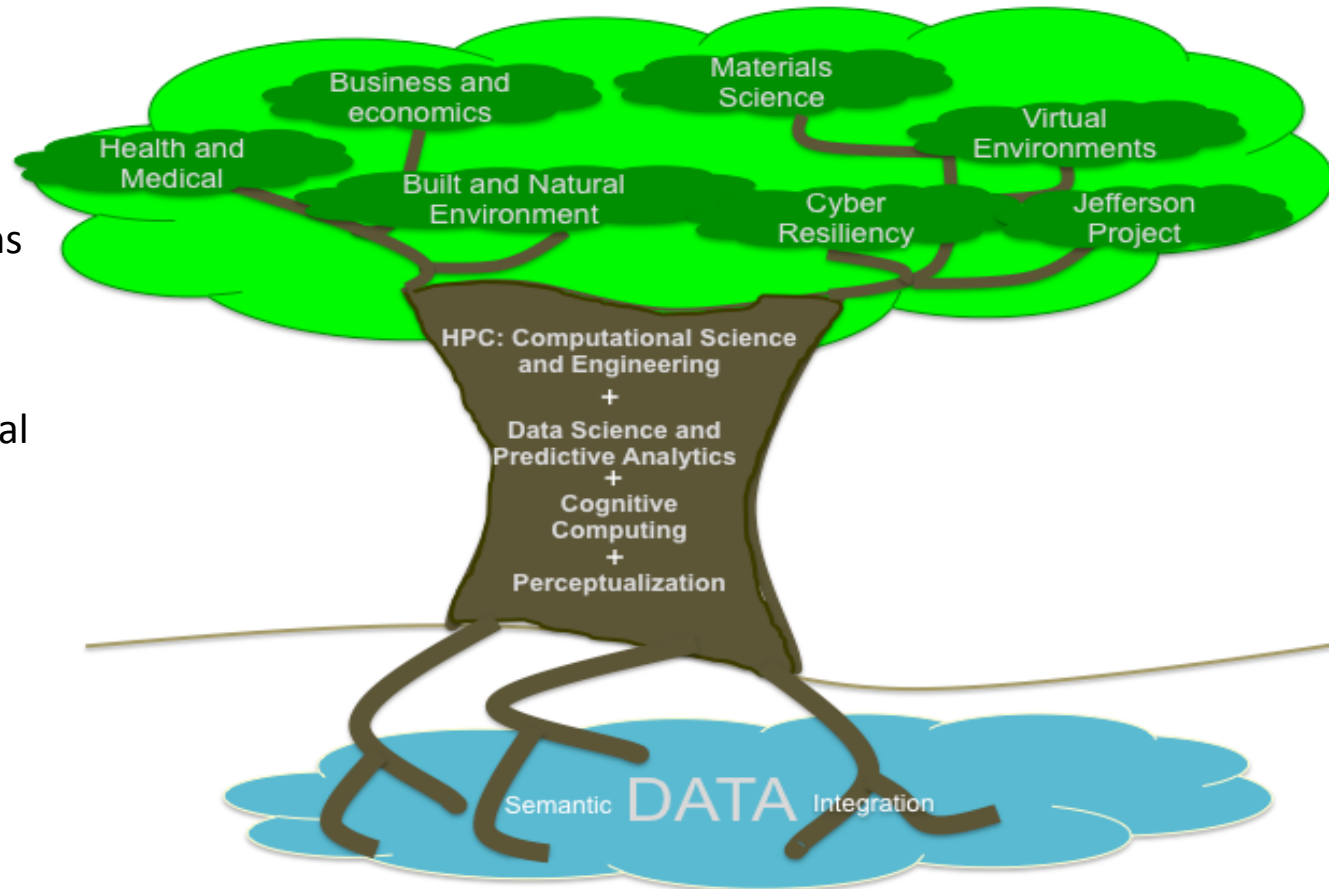 Business and
economics
Materials
Science
Virtual
Environments
Health and
Medical
Built and Natural
Environment
Cyber
Resiliency
Jefferson
Project
HPC: Computational Science
and Engineering
+
Data Science and
Predictive Analytics
+
Cognitive
Computing
+
Perceptualization
Semantic DATA Integration